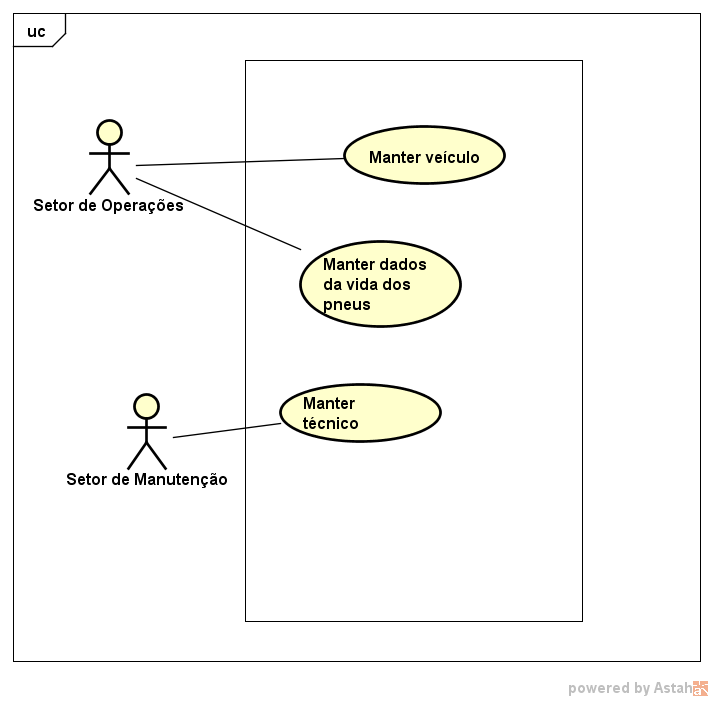 uc
Manter veículo
Setor de Operações
Manter dados
da vida dos
pneus
Manter
técnico
Setor de Manutenção
powered by Astah